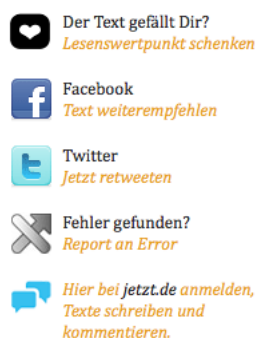 Der Text gefällt Dir?
Lesenswertpunkt schenken
Facebook
Text weiterempfehlen
Twitter
Jetzt retweeten
Fehler gefunden?
Report an Error
Hier bei jetzt.de anmelden,
Texte schreiben und
kommentieren.